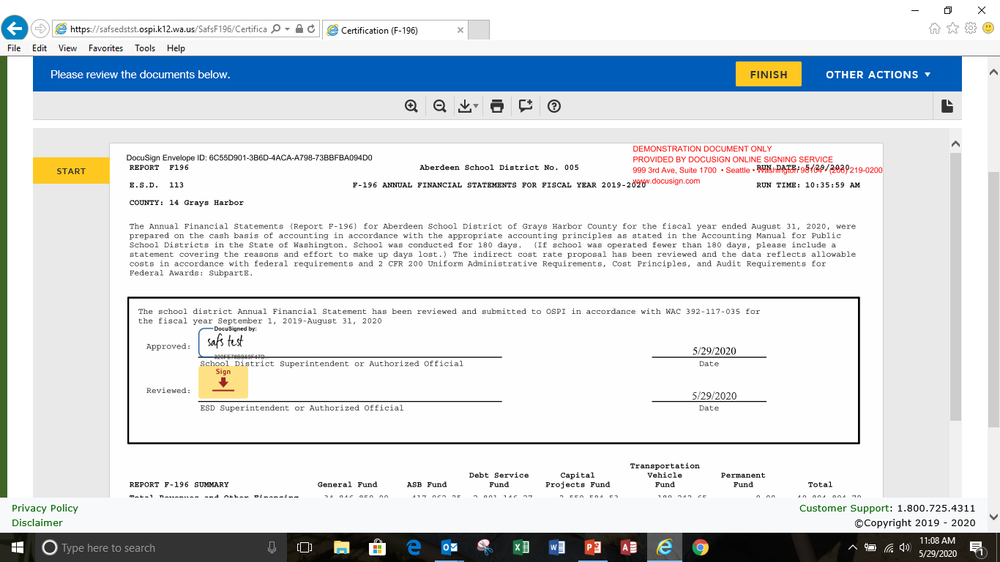 https://safsedstst.ospi.k12.wa.us/SafsF196/Certifica
Certification (F-196)
File Edit View Favorites Tools Help
Please review the documents below.
FINISH
OTHER ACTIONS
START
DocuSign Envelope ID: 6C55D901-3B6D-4ACA-A798-73BBFBA094D0
DEMONSTRATION DOCUMENT ONLY
PROVIDED BY DOCUSIGN ONLINE SIGNING SERVICE
999 3rd Ave, Suite 1700 • Seattle • Washington 98104 • (206) 219-0200
www.docusign.com
REPORT F196 Aberdeen School District No. 005 RUN DATE: 5/29/2020
E.S.D. 113 F-196 ANNUAL FINANCIAL STATEMENTS FOR FISCAL YEAR 2019-2020 RUN TIME: 10:35:59 AM
COUNTY: 14 Grays Harbor
The Annual Financial Statements (Report F-196) for Aberdeen School District of Grays Harbor County for the fiscal year ended August 31, 2020, were
prepared on the cash basis of accounting in accordance with the appropriate accounting principles as stated in the Accounting Manual for Public
School Districts in the State of Washington. School was conducted for 180 days. (If school was operated fewer than 180 days, please include a
statement covering the reasons and effort to make up days lost.) The indirect cost rate proposal has been reviewed and the data reflects allowable
costs in accordance with federal requirements and 2 CFR 200 Uniform Administrative Requirements, Cost Principles, and Audit Requirements for
Federal Awards: SubpartE.
The school district Annual Financial Statement has been reviewed and submitted to OSPI in accordance with WAC 392-117-035 for
the fiscal year September 1, 2019-August 31, 2020
DocuSigned by:
Approved: safs test 5/29/2020
School District Superintendent or Authorized Official Date
Sign
Reviewed: 5/29/2020
ESD Superintendent or Authorized Official Date
REPORT F-196 SUMMARY General Fund ASB Fund Debt Service Fund Capital Projects Fund Transportation Vehicle Fund Permanent Fund Total
Privacy Policy
Disclaimer
Customer Support: 1.800.725.4311
©Copyright 2019 - 2020
Type here to search
11:08 AM
5/29/2020
1